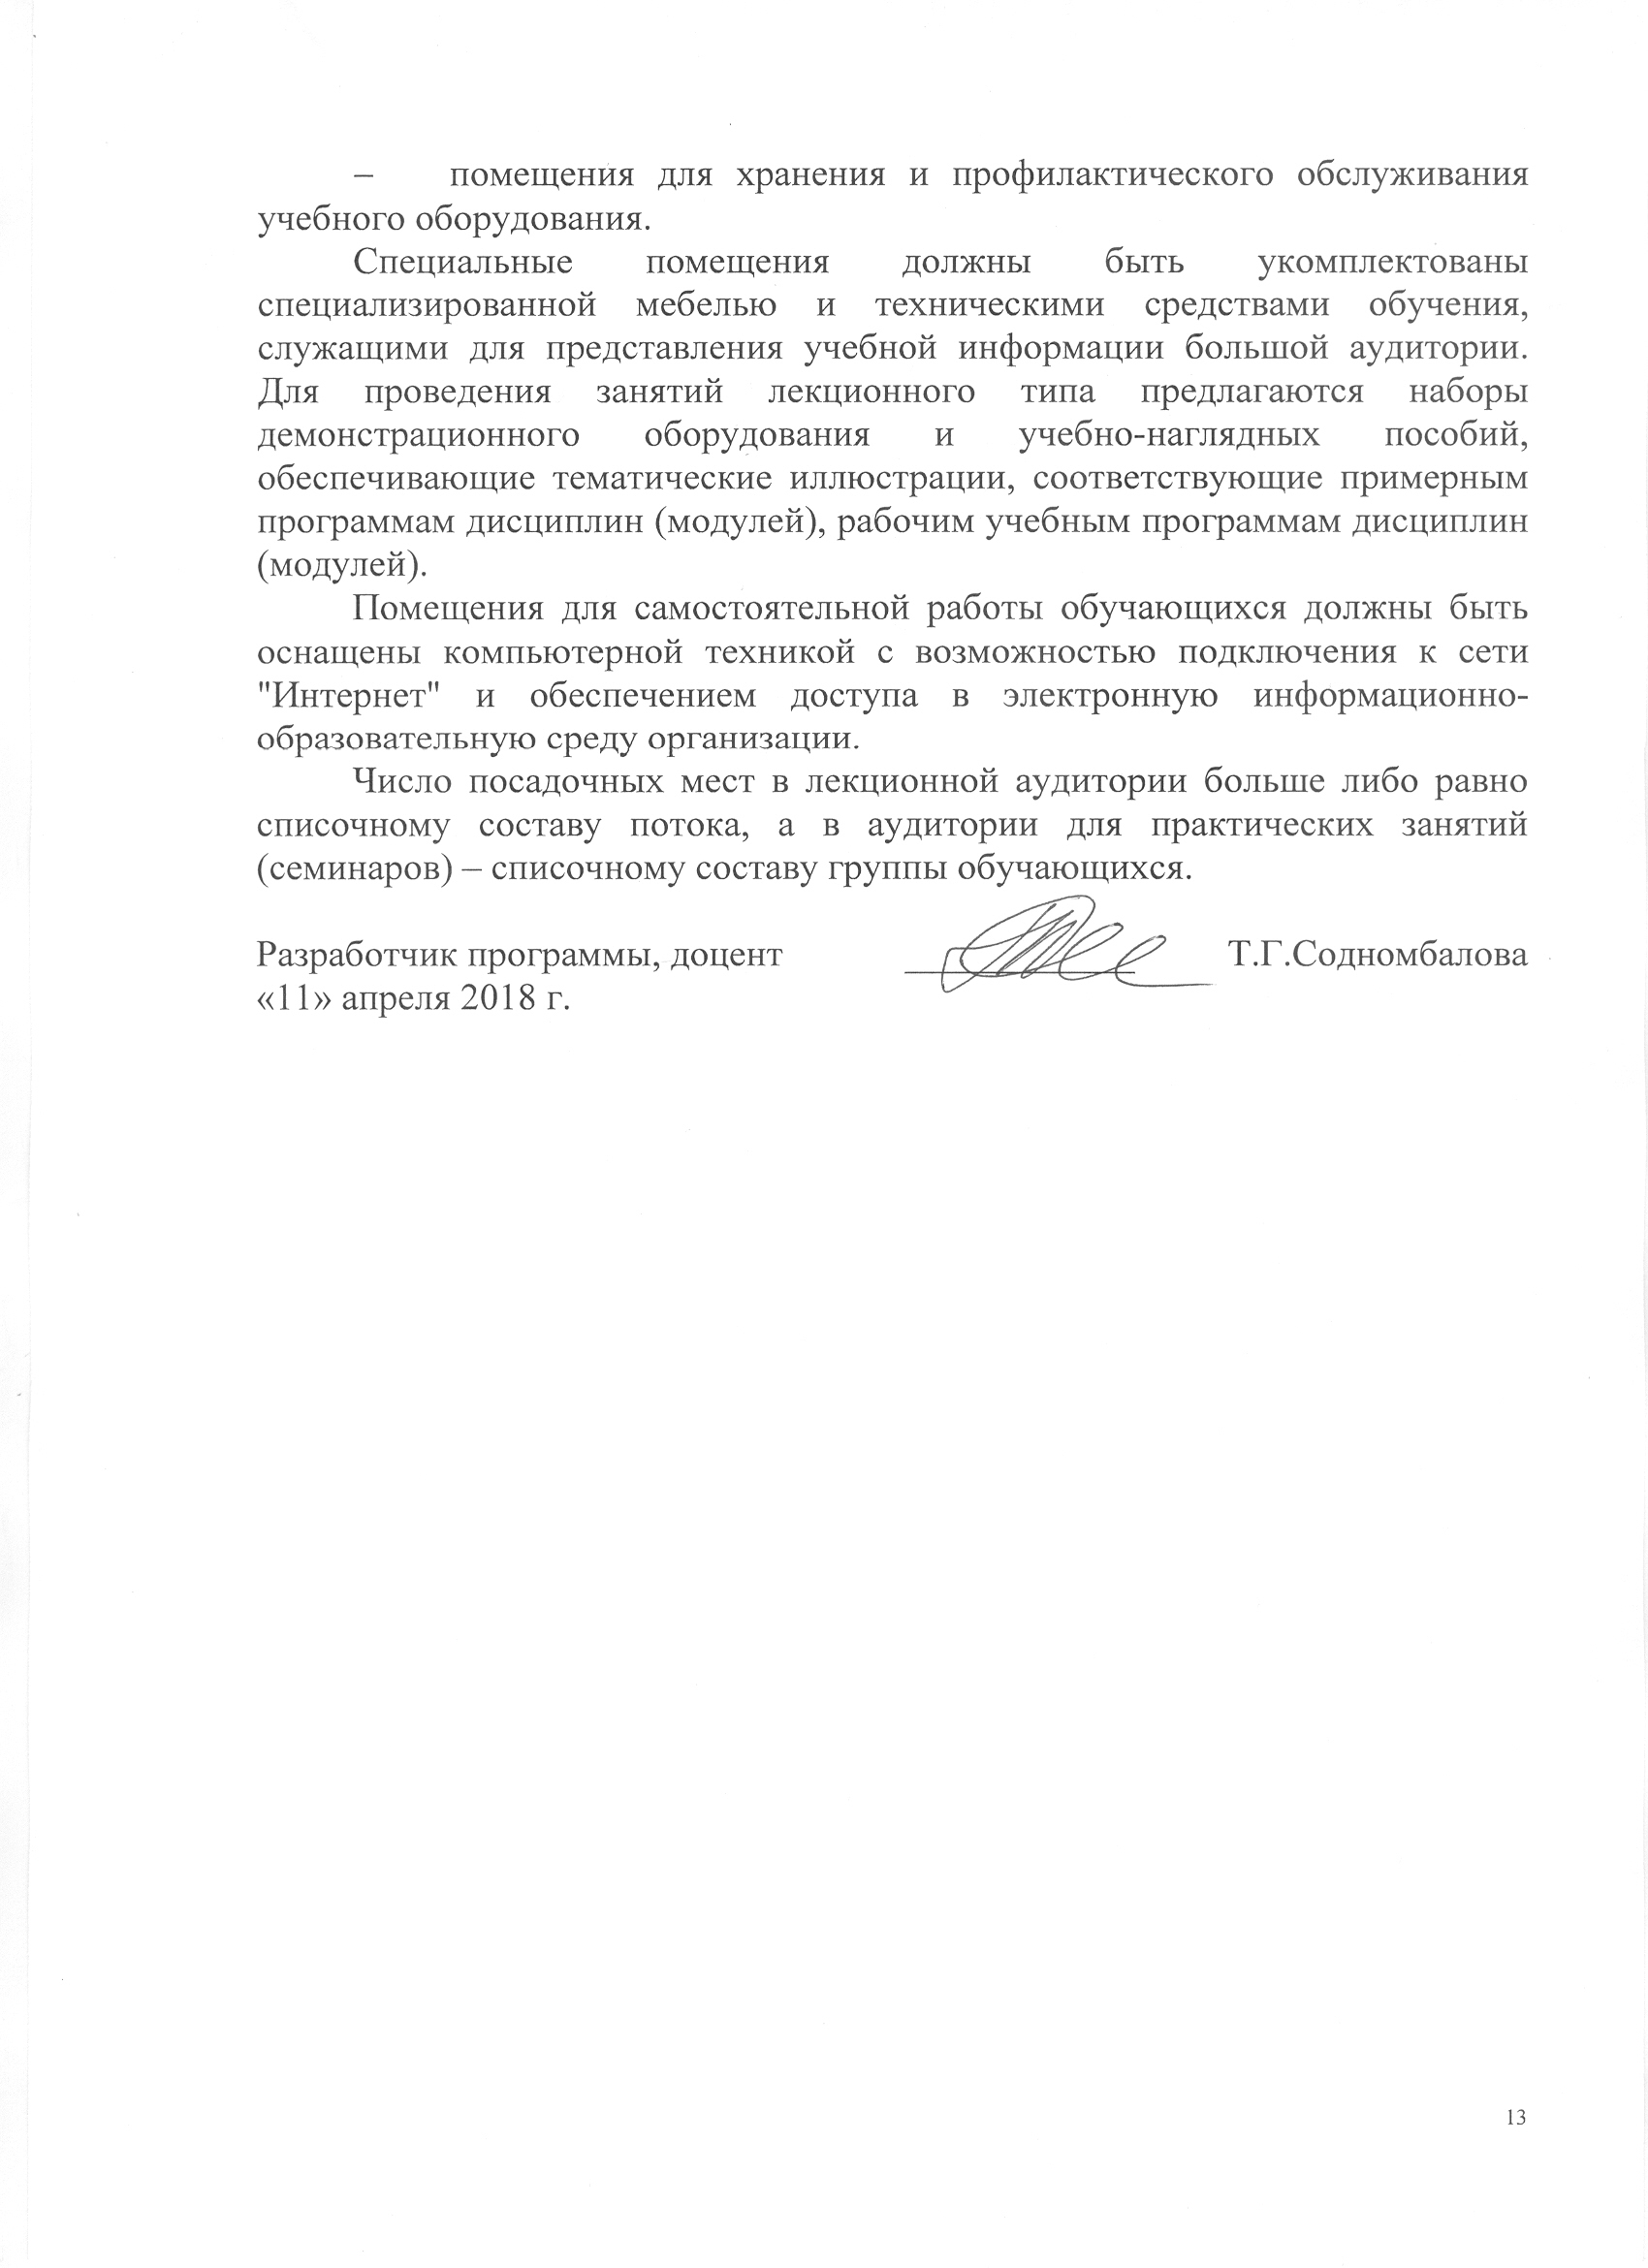 – помещения для хранения и профилактического обслуживания
учебного оборудования.
Специальные помещения должны быть укомплектованы
специализированной мебелью и техническими средствами обучения,
служащими для представления учебной информации большой аудитории.
Для проведения занятий лекционного типа предлагаются наборы
демонстрационного оборудования и учебно-наглядных пособий,
обеспечивающие тематические иллюстрации, соответствующие примерным
программам дисциплин (модулей), рабочим учебным программам дисциплин
(модулей).
Помещения для самостоятельной работы обучающихся должны быть
оснащены компьютерной техникой с возможностью подключения к сети
"Интернет" и обеспечением доступа в электронную информационно-
образовательную среду организации.
Число посадочных мест в лекционной аудитории больше либо равно
списочному составу потока, а в аудитории для практических занятий
(семинаров) – списочному составу группы обучающихся.
Разработчик программы, доцент Т.Г.Содномбалова
«11» апреля 2018 г.
13